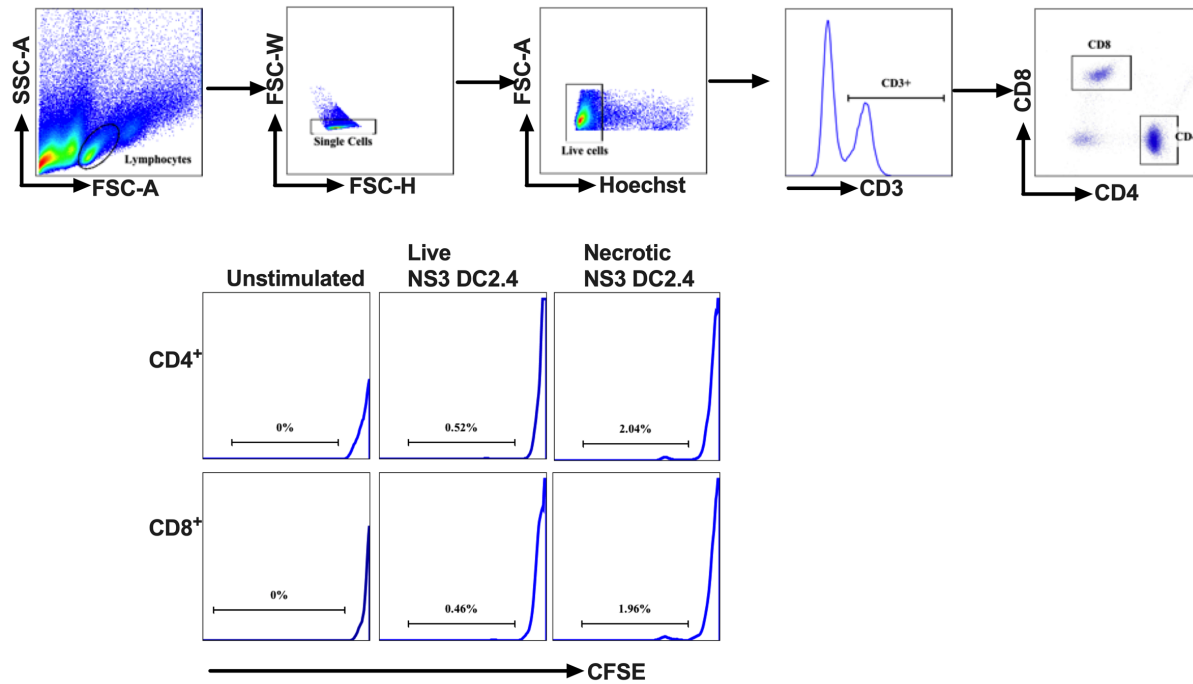 SSC-A
Lymphocytes
FSC-A
FSC-W
Single Cells
FSC-H
FSC-A
Live cells
Hoechst
CD3+
CD3
CD8
CD8
CD
CD4
Unstimulated
Live
NS3 DC2.4
Necrotic
NS3 DC2.4
CD4+
0%
0.52%
2.04%
CD8+
0%
0.46%
1.96%
CFSE